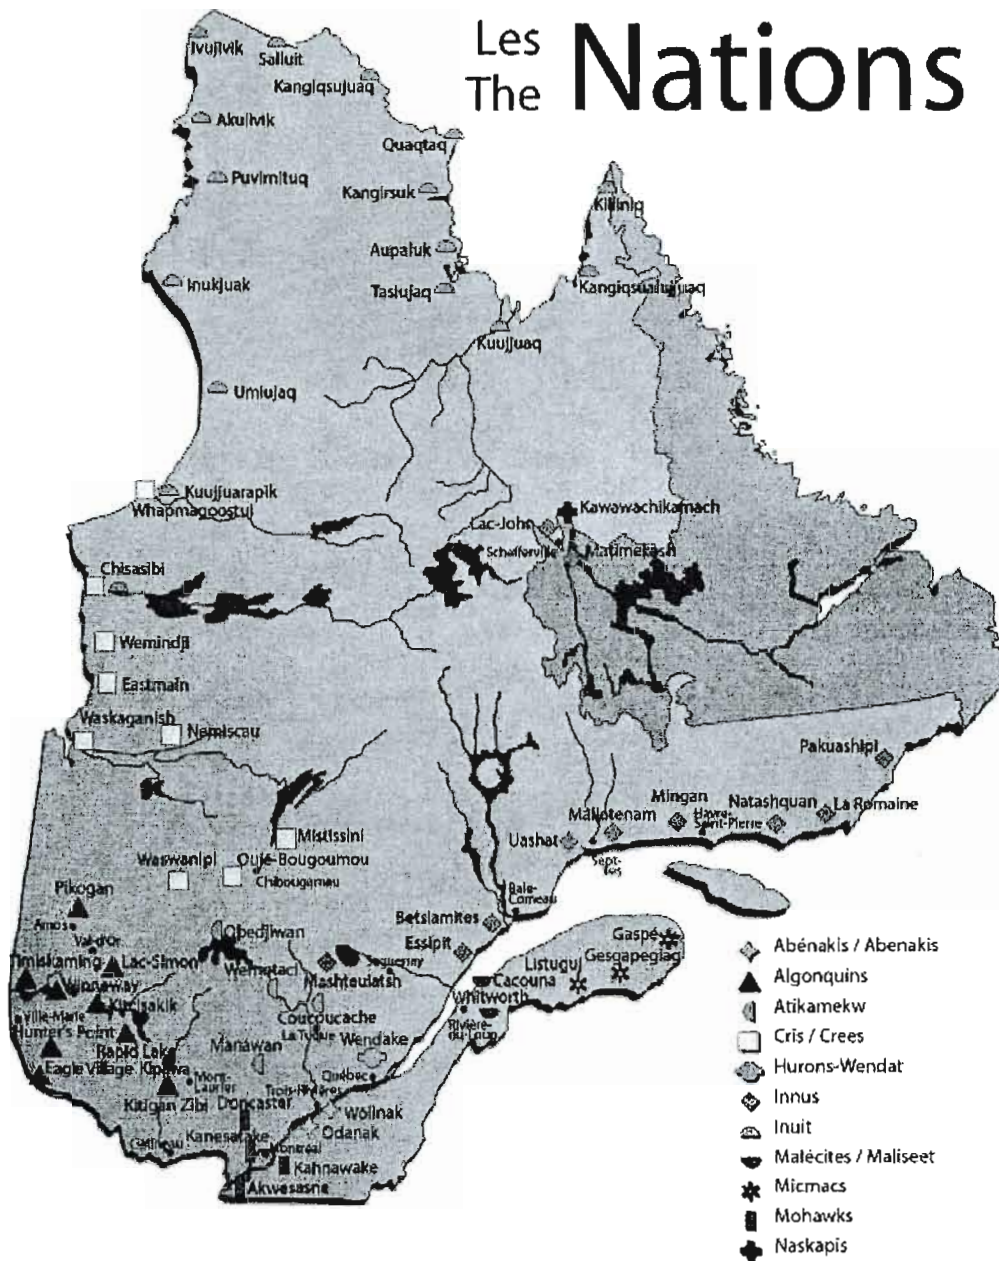 Les
The
Nations
Ivujivik
Salluit
Kangiqsujuaq
Akulivik
Quaqtaq
Puvirnituq
Kangirsuk
Killiniq
Aupaluk
Inukjuak
Tasiujaq
Kangiqsualujjuaq
Kuujjuaq
Umiujaq
Kuujjuarapik
Whapmagoostui
Kawawachikamach
Lac-John
Schefferville
Matimekosh
Chisasibi
Wemindji
Eastmain
Waskaganish
Nemiscau
Pakuashipi
Mingan
Natashquan
La Romaine
Maliotenam
Havre-
Saint-Pierre
Uashat
Sept-
Îles
Mistissini
Waswanipi
Oujé-Bougoumou
Chibougamau
Pikogan
Baie-
Comeau
Amos
Betsiamites
Obedjiwan
Val-d'Or
Essipit
Gaspé
Gesgapegiag
Timiskaming
Lac-Simon
Wemotaci
Saguenay
Listuguj
Winneway
Mashteuiatsh
Cacouna
Kitcisakik
Whitworth
Ville-Marie
Coucoucache
Hunter's Point
La Tuque
Wendake
Rivière-
du-Loup
Rapid Lake
Manawan
Eagle Village Kipawa
Mont-
Laurier
Québec
Trois-Rivières
Kitigan Zibi
Doncaster
Wôlinak
Odanak
Kanesatake
Gatineau
Montréal
Kahnawake
Akwesasne
Abénakis / Abenakis
Algonquins
Atikamekw
Cris / Crees
Hurons-Wendat
Innus
Inuit
Malécites / Maliseet
Micmacs
Mohawks
Naskapis